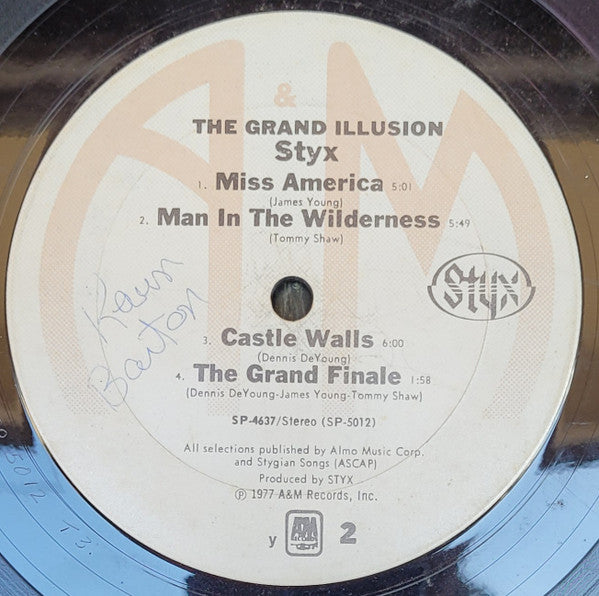 A & M
THE GRAND ILLUSION
Styx
1. Miss America 5:01
(James Young)
2. Man In The Wilderness 5:49
(Tommy Shaw)
Styx
Barton
3. Castle Walls 6:00
(Dennis DeYoung)
4. The Grand Finale 1:58
(Dennis DeYoung-James Young-Tommy Shaw)
SP-4637/Stereo (SP-5012)
All selections published by Almo Music Corp.
and Stygian Songs (ASCAP)
Produced by STYX
Ⓟ 1977 A&M Records, Inc.
y A&M RECORDS 2
5012 T3.